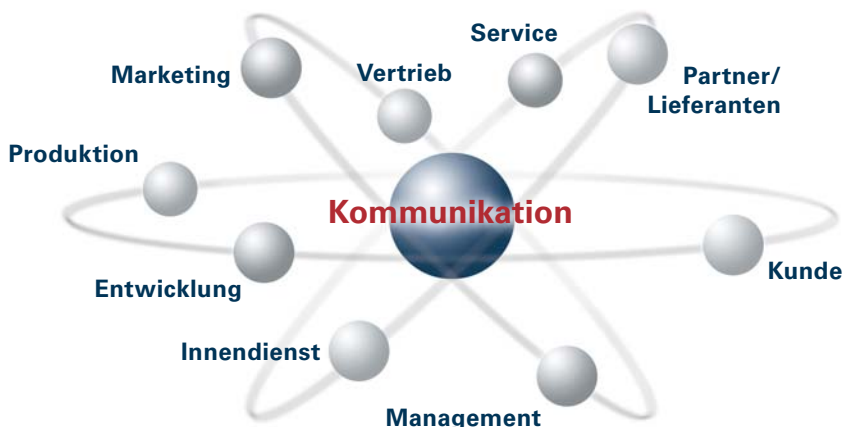 Service
Marketing
Vertrieb
Partner/
Lieferanten
Produktion
Kommunikation
Kunde
Entwicklung
Innendienst
Management